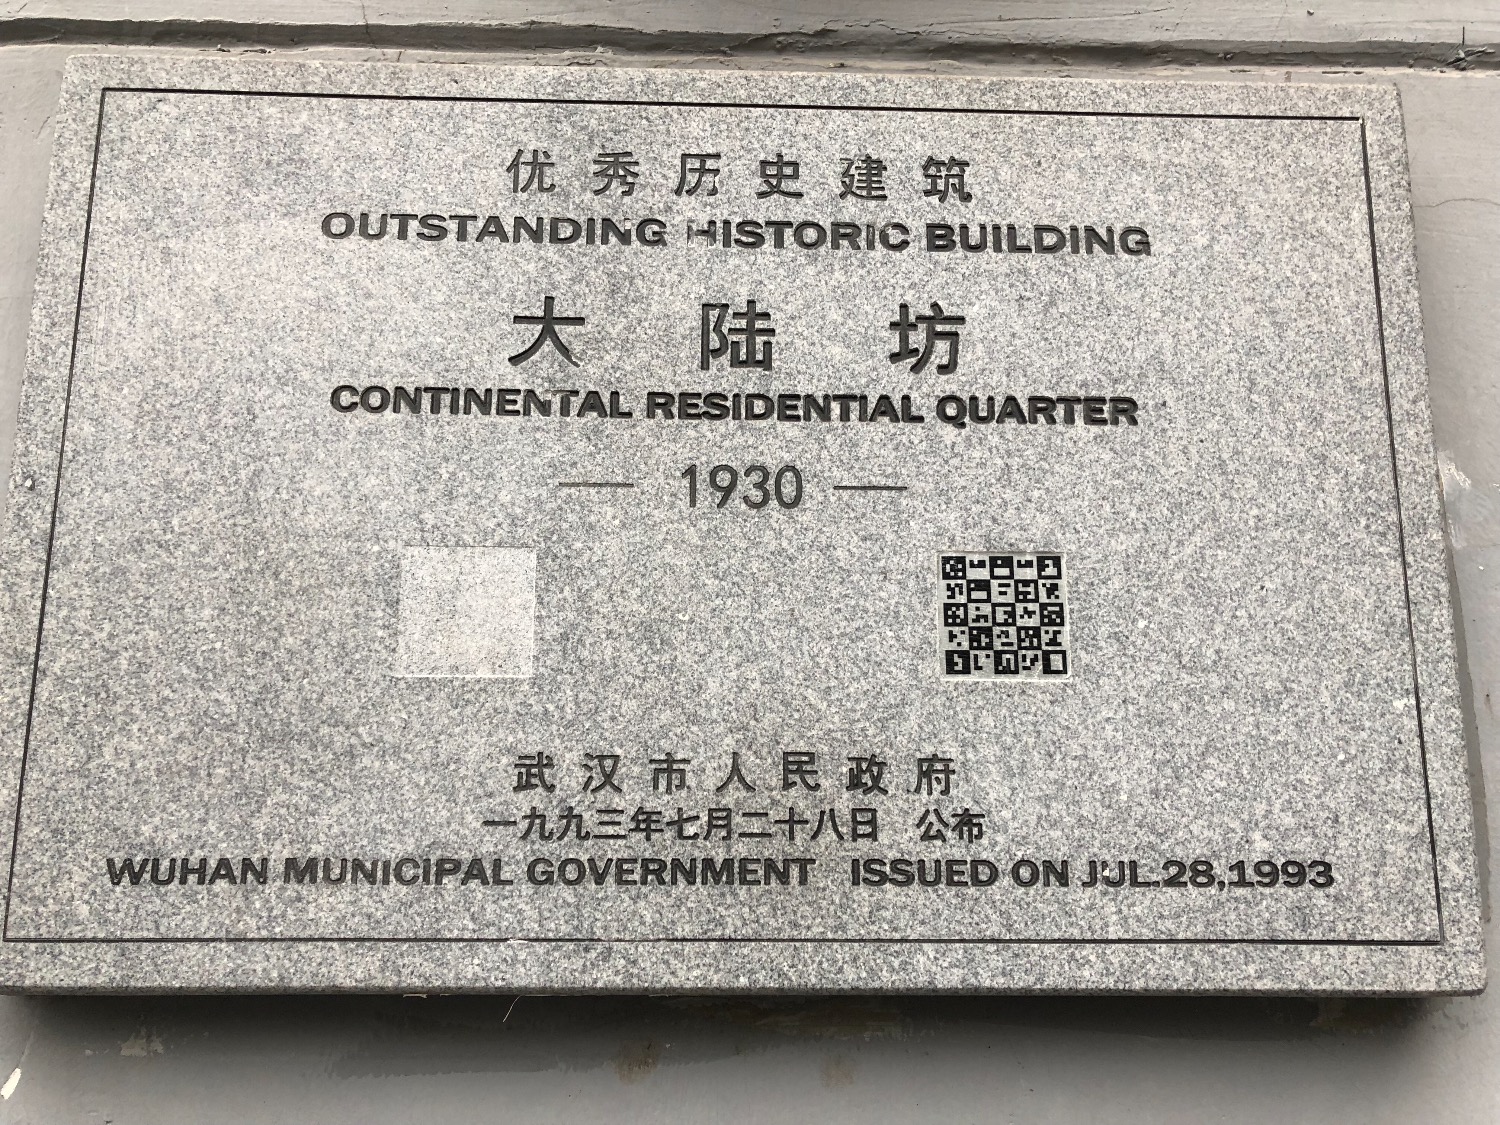 优秀历史建筑
OUTSTANDING HISTORIC BUILDING
大陆坊
CONTINENTAL RESIDENTIAL QUARTER
— 1930 —
武汉市人民政府
一九九三年七月二十八日 公布
WUHAN MUNICIPAL GOVERNMENT ISSUED ON JUL.28,1993